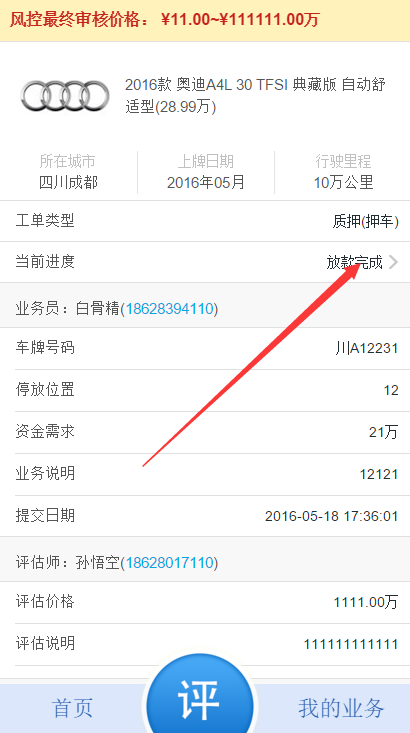 风控最终审核价格： ¥11.00~¥111111.00万
2016款 奥迪A4L 30 TFSI 典藏版 自动舒
适型(28.99万)
所在城市 上牌日期 行驶里程
四川成都 2016年05月 10万公里
工单类型 质押(押车)
当前进度 放款完成
业务员：白骨精(18628394110)
车牌号码 川A12231
停放位置 12
资金需求 21万
业务说明 12121
提交日期 2016-05-18 17:36:01
评估师：孙悟空(18628017110)
评估价格 1111.00万
评估说明 111111111111
首页 评 我的业务